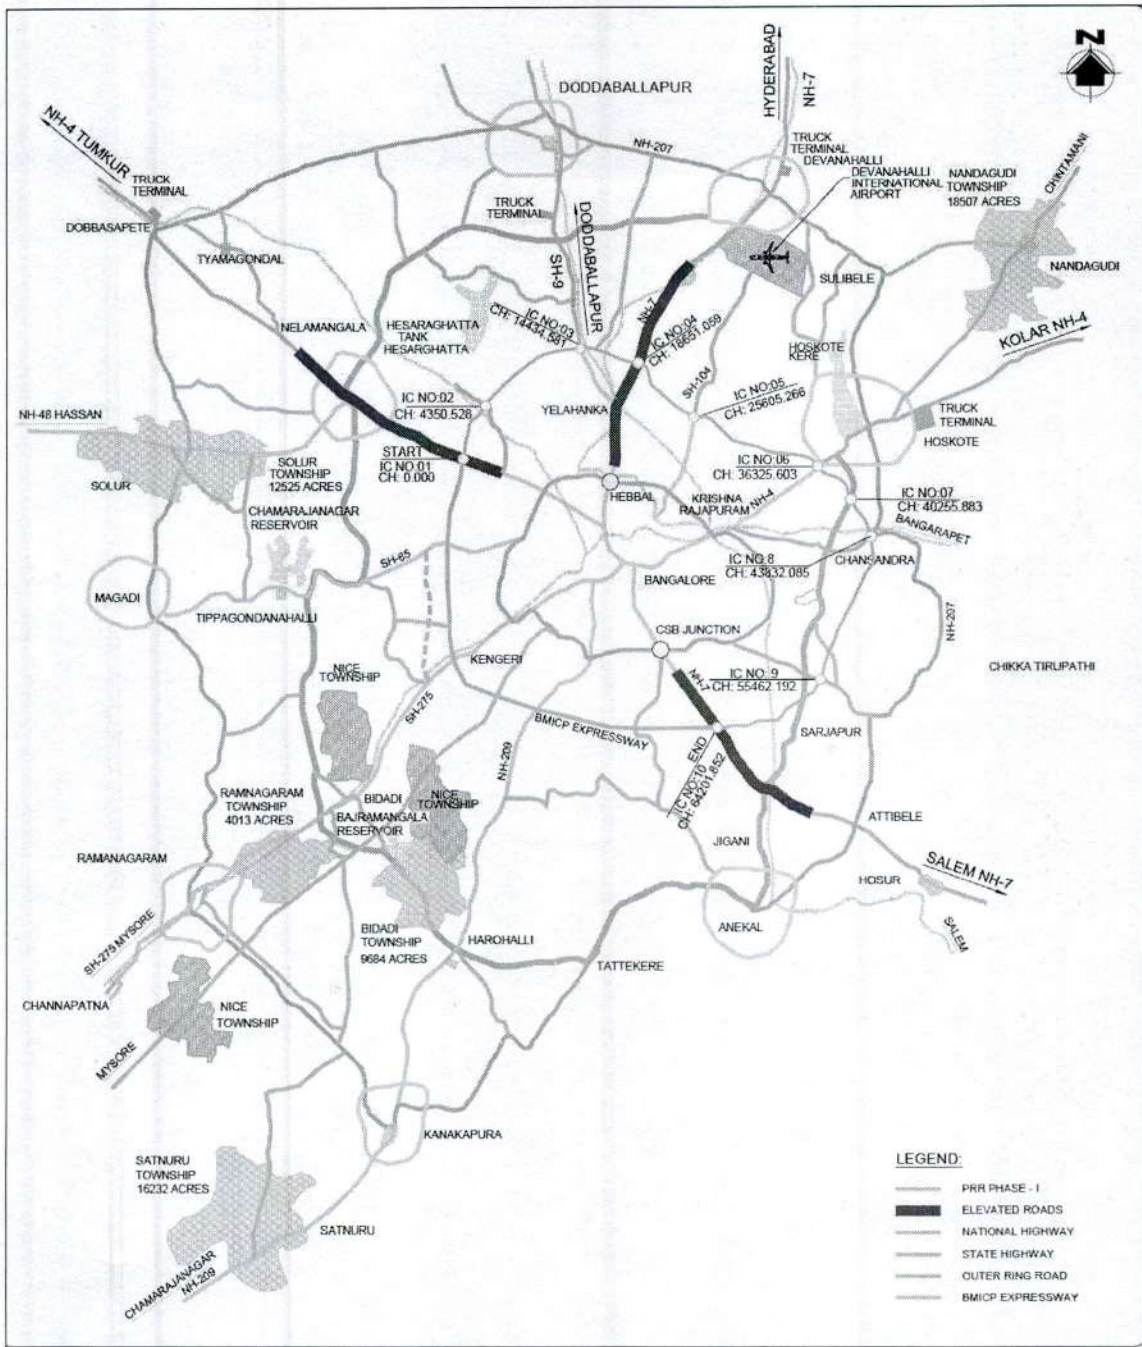 N
DODDABALLAPUR
HYDERABAD
NH-7
NH-4 TUMKUR
NH-207
TRUCK
TERMINAL
DEVANAHALLI
DEVANAHALLI
INTERNATIONAL
AIRPORT
NANDAGUDI
TOWNSHIP
18507 ACRES
CHINTAMANI
TRUCK
TERMINAL
DOBBASAPETE
TRUCK
TERMINAL
DODDABALLAPUR
SH-9
TYAMAGONDAL
SULIBELE
NANDAGUDI
NELAMANGALA
HESARAGHATTA
TANK
HESARGHATTA
IC NO:03
CH: 14434.581
NH-7
IC NO:04
CH: 18651.059
HOSKOTE
KERE
KOLAR NH-4
SH-104
IC NO:05
CH: 25605.266
NH-48 HASSAN
IC NO:02
CH: 4350.528
YELAHANKA
TRUCK
TERMINAL
HOSKOTE
START
IC NO:01
CH: 0.000
IC NO:06
CH: 36325.603
SOLUR
TOWNSHIP
12525 ACRES
SOLUR
HEBBAL
KRISHNA
RAJAPURAM
NH-4
IC NO:07
CH: 40255.883
CHAMARAJANAGAR
RESERVOIR
BANGARAPET
SH-85
IC NO:8
CH: 43832.085
CHANSANDRA
BANGALORE
MAGADI
TIPPAGONDANAHALLI
NH-207
CSB JUNCTION
KENGERI
CHIKKA TIRUPATHI
NICE
TOWNSHIP
SH-275
NH-7
IC NO: 9
CH: 55462.192
BMICP EXPRESSWAY
SARJAPUR
NH-209
END
IC NO:10
CH: 64201.852
RAMNAGARAM
TOWNSHIP
4013 ACRES
BIDADI
BAJRAMANGALA
RESERVOIR
NICE
TOWNSHIP
ATTIBELE
JIGANI
RAMANAGARAM
SALEM NH-7
HOSUR
SALEM
ANEKAL
SH-275 MYSORE
BIDADI
TOWNSHIP
9684 ACRES
HAROHALLI
TATTEKERE
CHANNAPATNA
NICE
TOWNSHIP
MYSORE
KANAKAPURA
SATNURU
TOWNSHIP
16232 ACRES
SATNURU
CHAMARAJANAGAR
NH-209
LEGEND:
PRR PHASE - I
ELEVATED ROADS
NATIONAL HIGHWAY
STATE HIGHWAY
OUTER RING ROAD
BMICP EXPRESSWAY